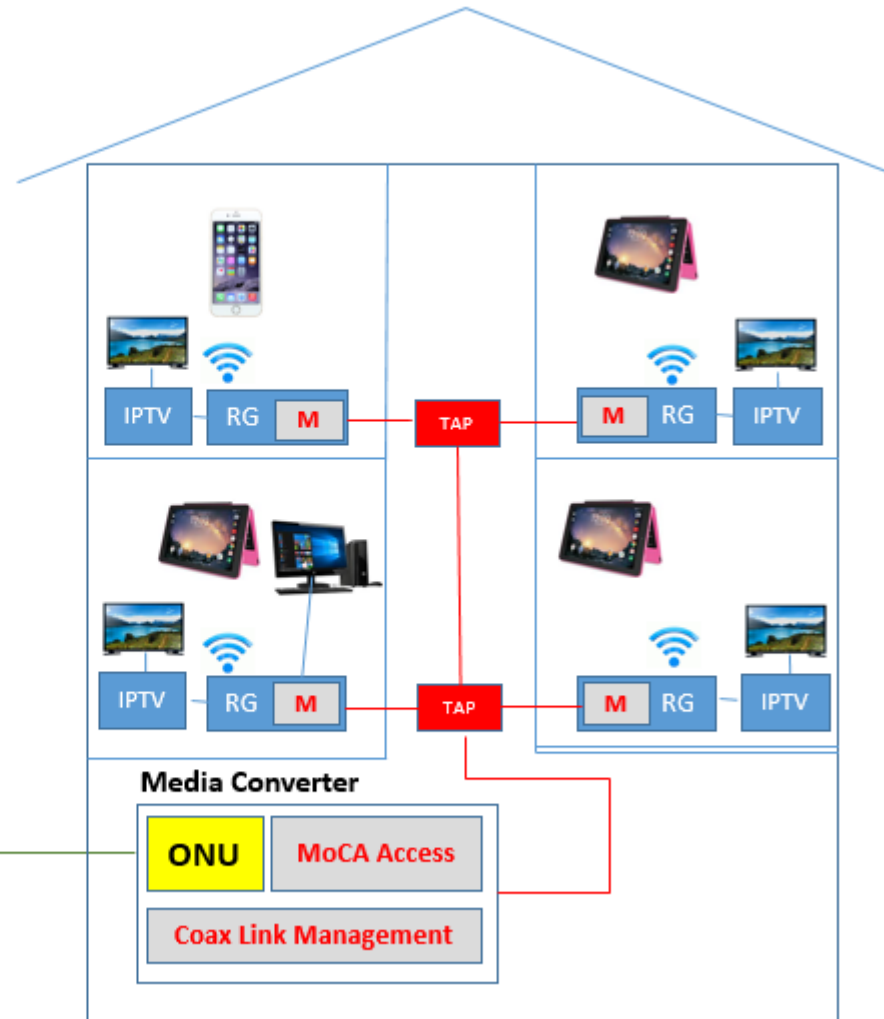 IPTV
RG
M
TAP
M
RG
IPTV
IPTV
RG
M
TAP
M
RG
IPTV
Media Converter
ONU
MoCA Access
Coax Link Management